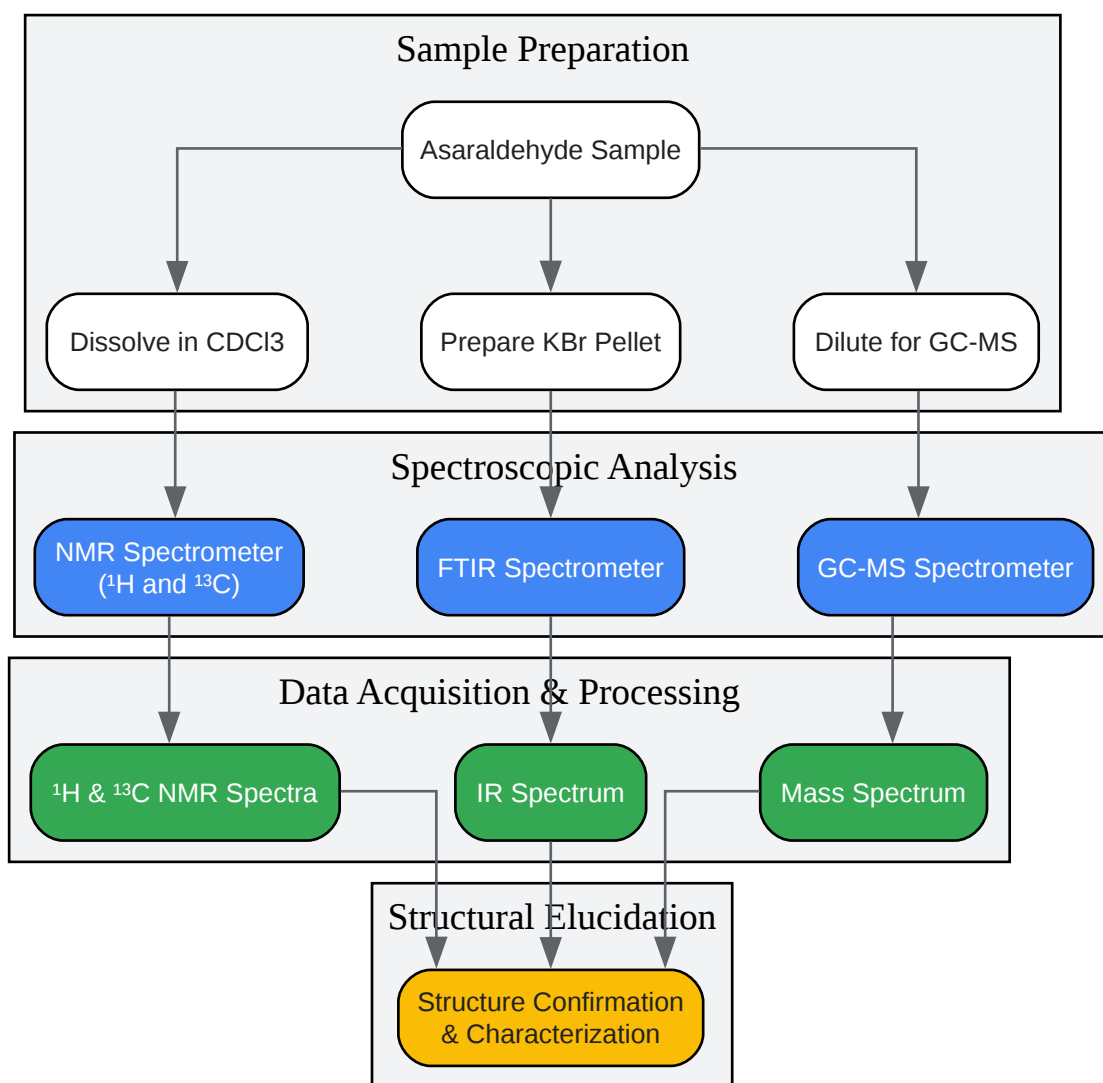 Sample Preparation
Asaraldehyde Sample
Dissolve in CDCl3
Prepare KBr Pellet
Dilute for GC-MS
Spectroscopic Analysis
NMR Spectrometer
(¹H and ¹³C)
FTIR Spectrometer
GC-MS Spectrometer
Data Acquisition & Processing
¹H & ¹³C NMR Spectra
IR Spectrum
Mass Spectrum
Structural Elucidation
Structure Confirmation
& Characterization